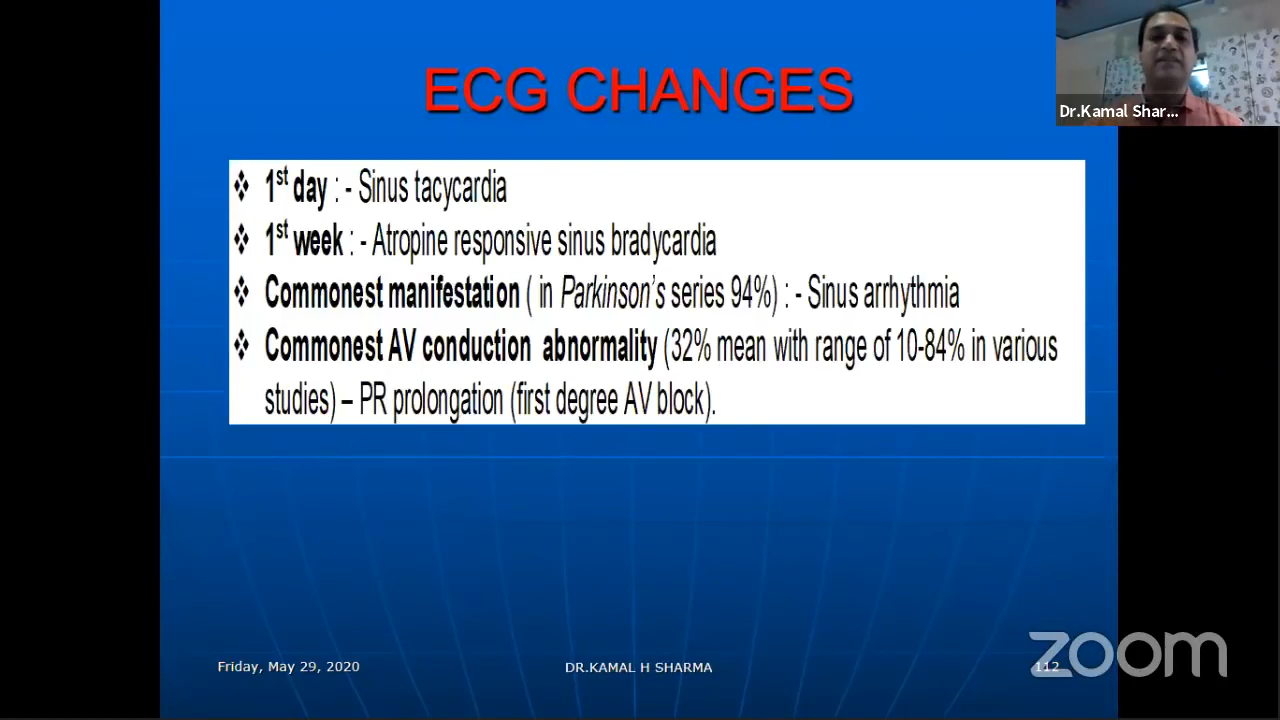 ECG CHANGES
Dr.Kamal Shar...
❖ 1st day : - Sinus tacycardia
❖ 1st week : - Atropine responsive sinus bradycardia
❖ Commonest manifestation ( in Parkinson's series 94%) : - Sinus arrhythmia
❖ Commonest AV conduction abnormality (32% mean with range of 10-84% in various
studies) – PR prolongation (first degree AV block).
Friday, May 29, 2020
DR.KAMAL H SHARMA
112
zoom